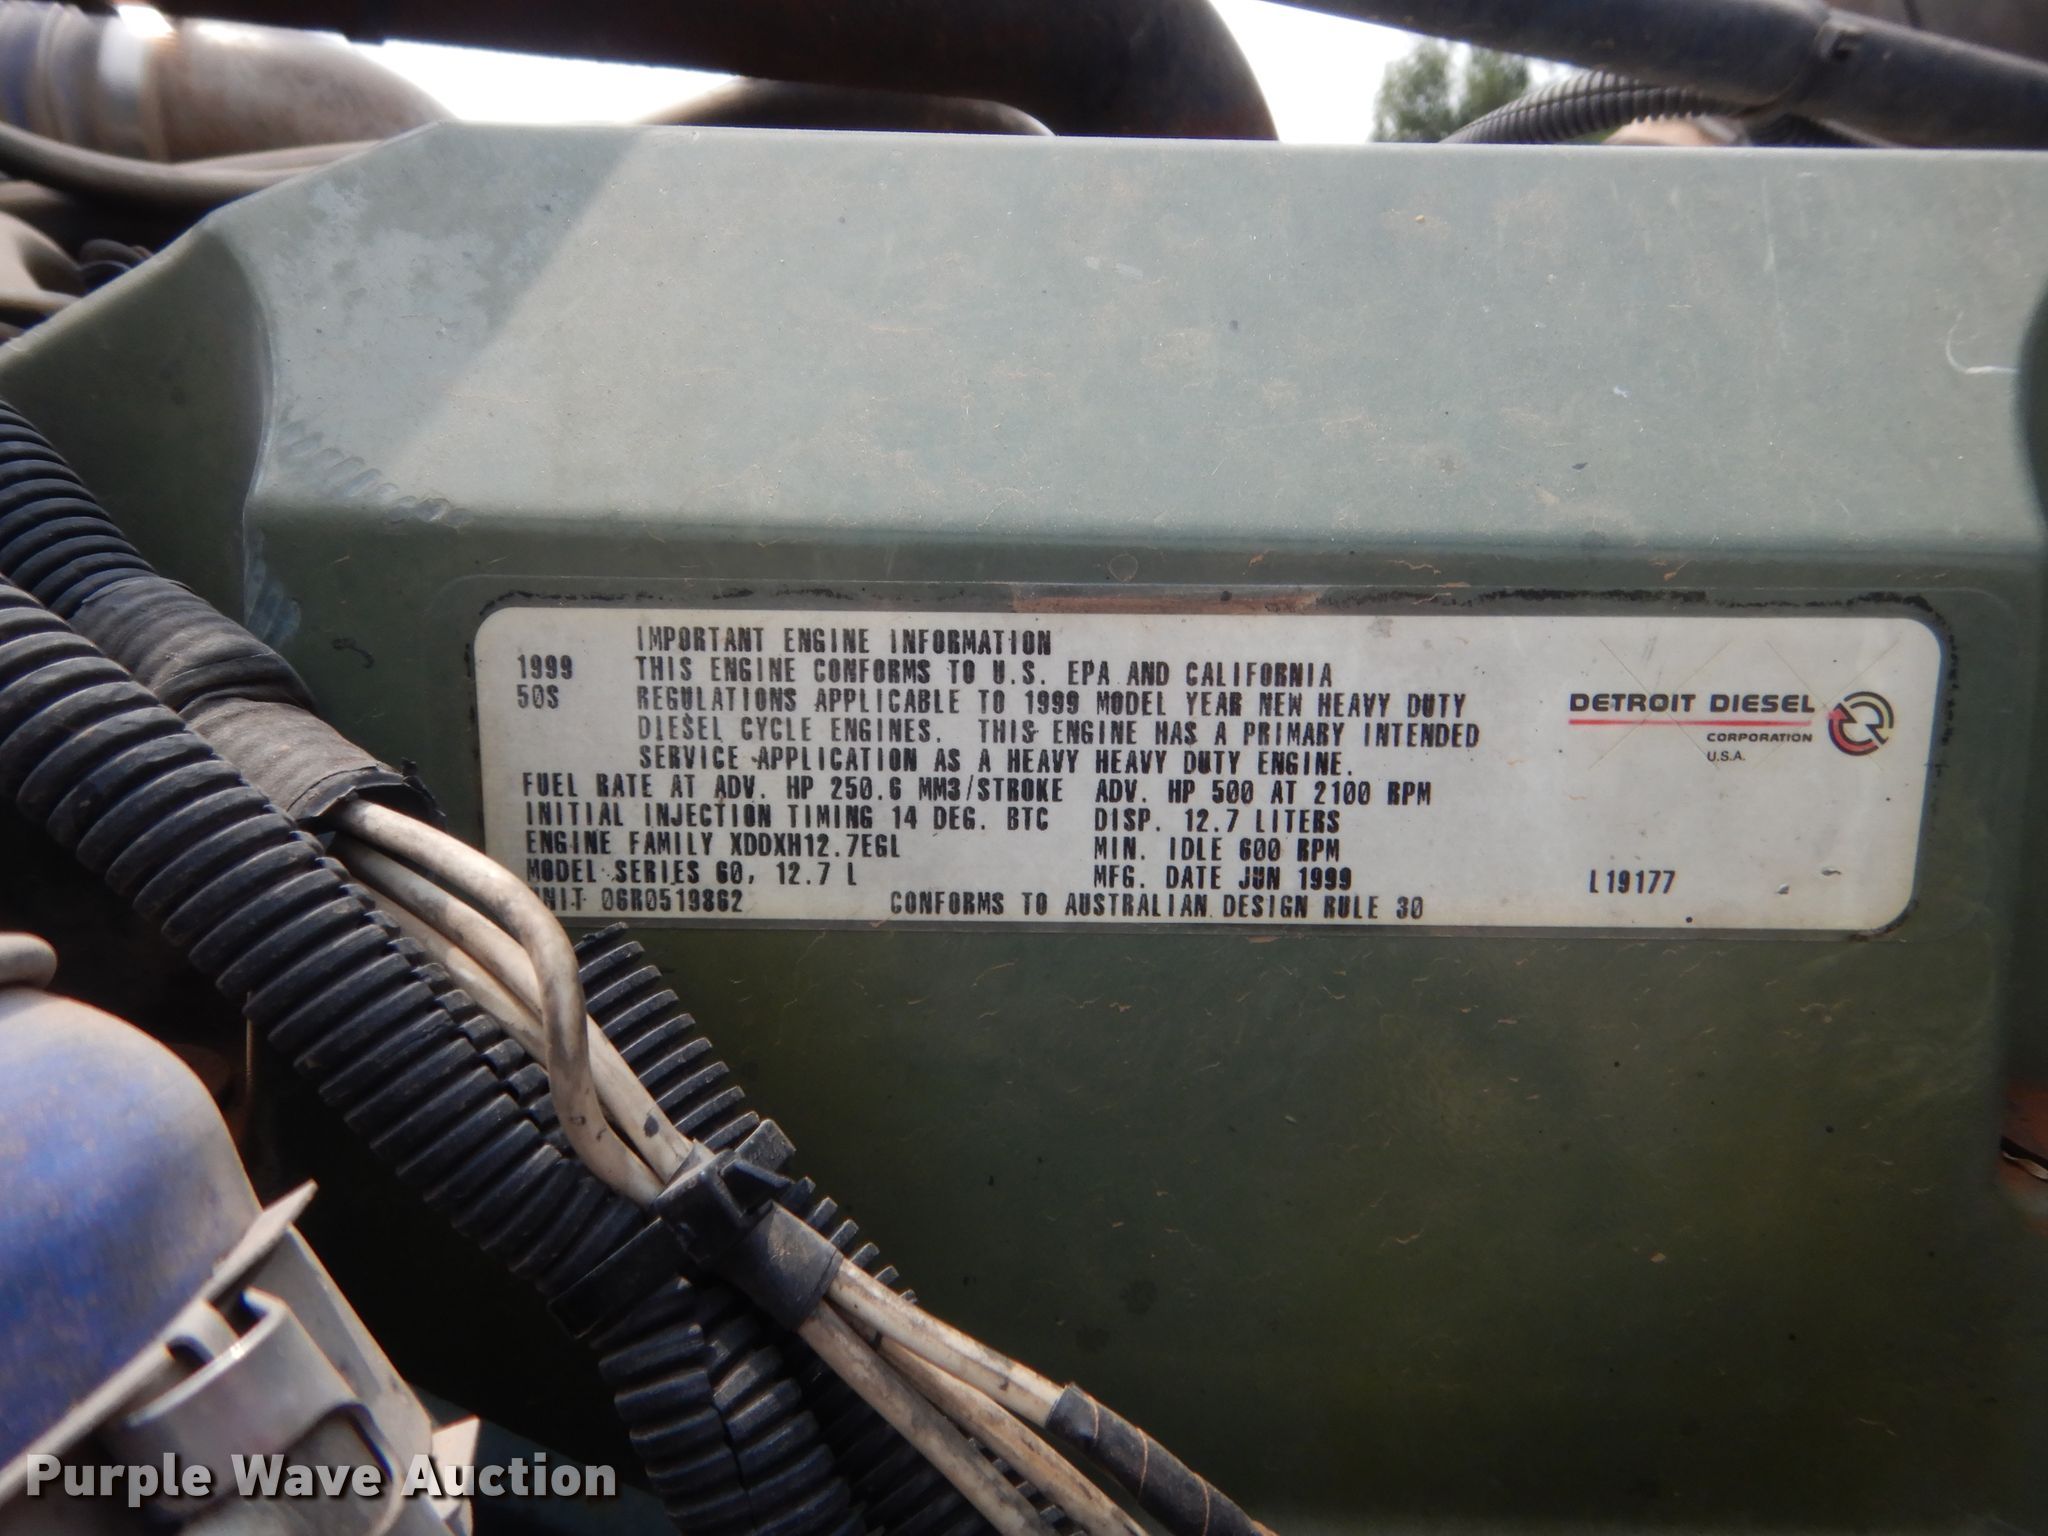 IMPORTANT ENGINE INFORMATION
1999 THIS ENGINE CONFORMS TO U.S. EPA AND CALIFORNIA
50S REGULATIONS APPLICABLE TO 1999 MODEL YEAR NEW HEAVY DUTY
DIESEL CYCLE ENGINES. THIS ENGINE HAS A PRIMARY INTENDED
SERVICE APPLICATION AS A HEAVY HEAVY DUTY ENGINE.
FUEL RATE AT ADV. HP 250.6 MM3/STROKE ADV. HP 500 AT 2100 RPM
INITIAL INJECTION TIMING 14 DEG. BTC DISP. 12.7 LITERS
ENGINE FAMILY XDDXH12.7EGL MIN. IDLE 600 RPM
MODEL SERIES 60, 12.7 L MFG. DATE JUN 1999
UNIT 06R0519862 CONFORMS TO AUSTRALIAN DESIGN RULE 30
L19177
DETROIT DIESEL
CORPORATION
U.S.A.
Purple Wave Auction